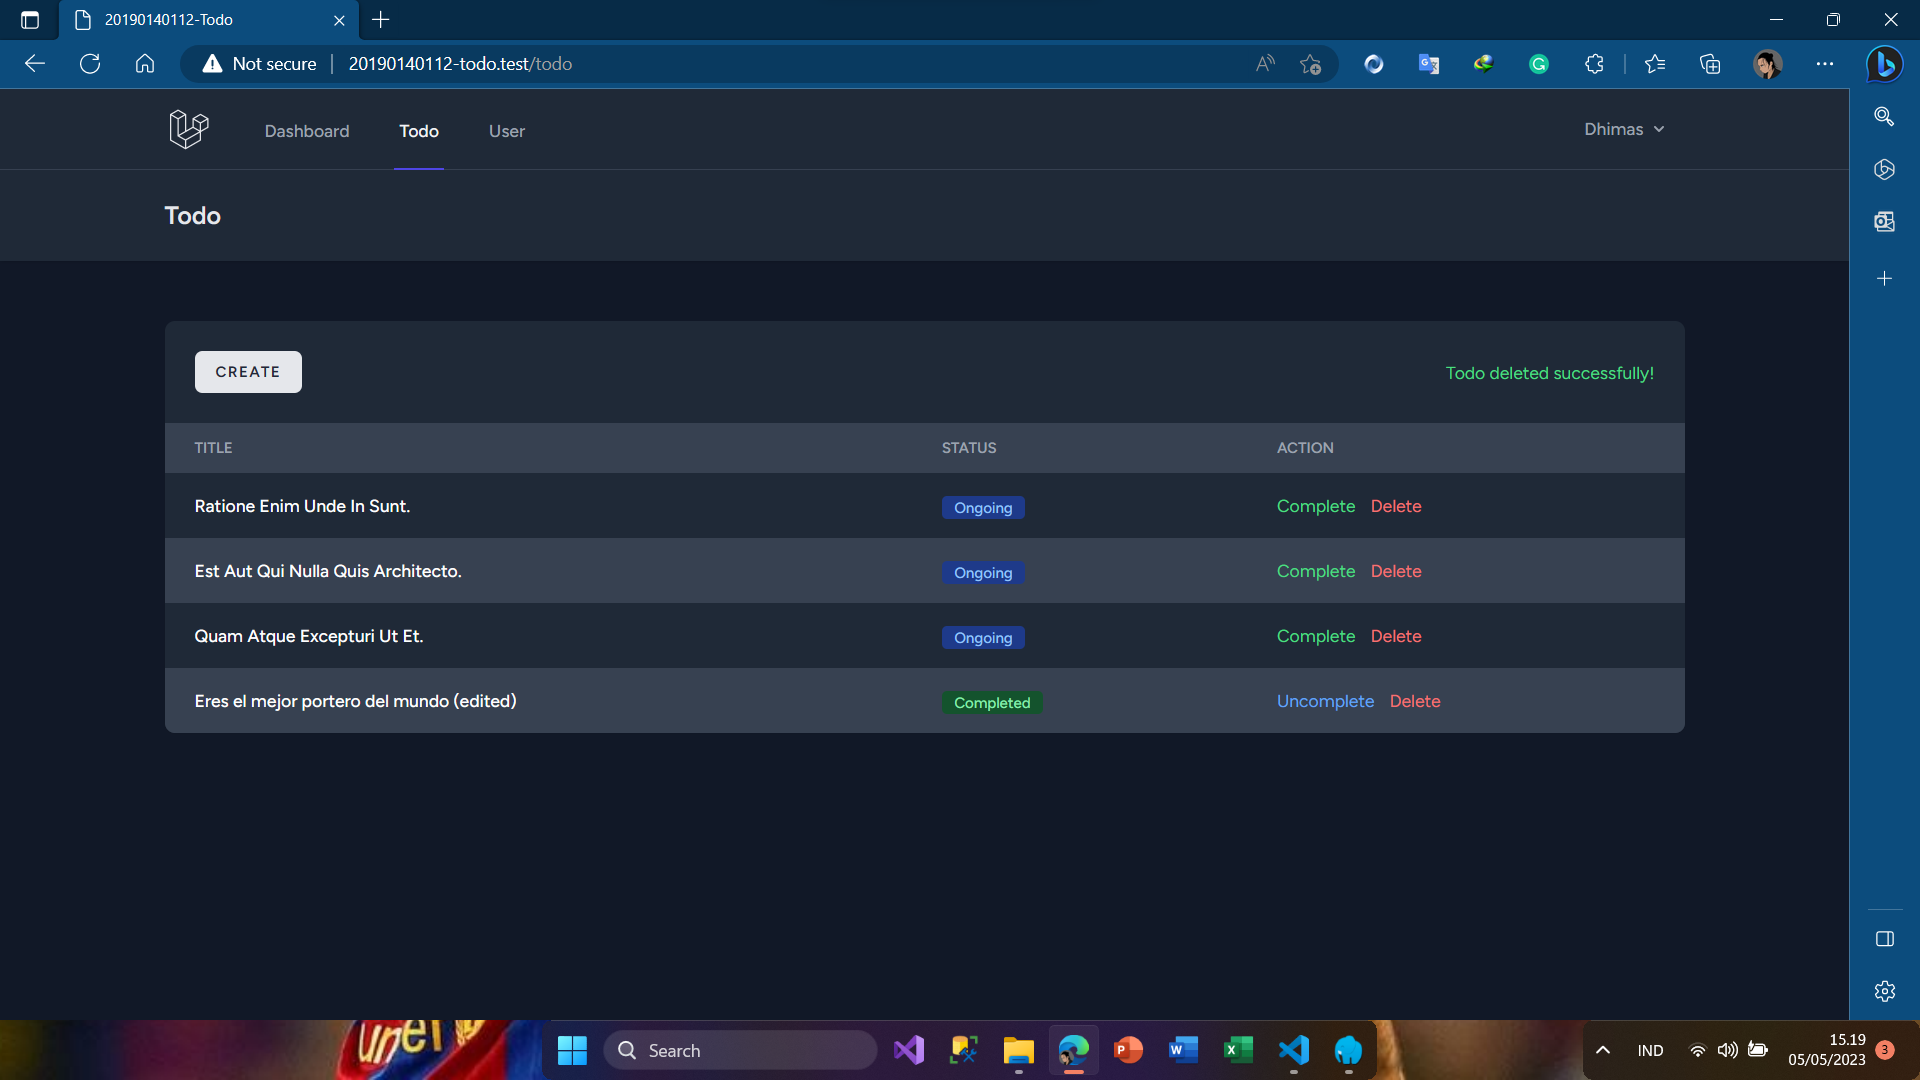 20190140112-Todo
Not secure
20190140112-todo.test/todo
Dashboard
Todo
User
Dhimas
Todo
CREATE
Todo deleted successfully!
TITLE
STATUS
ACTION
Ratione Enim Unde In Sunt.
Ongoing
Complete
Delete
Est Aut Qui Nulla Quis Architecto.
Ongoing
Complete
Delete
Quam Atque Excepturi Ut Et.
Ongoing
Complete
Delete
Eres el mejor portero del mundo (edited)
Completed
Uncomplete
Delete
Search
IND
15.19
05/05/2023
3